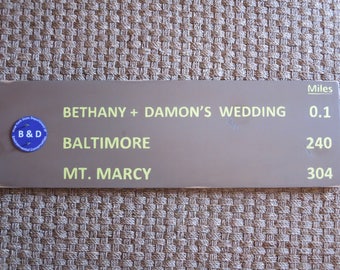 Miles
BETHANY + DAMON'S WEDDING 0.1
B & D
BALTIMORE 240
MT. MARCY 304